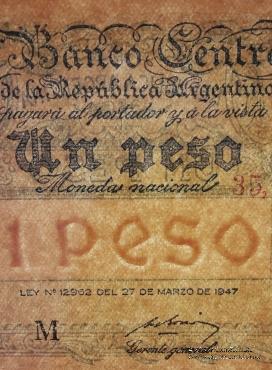 Banco Centr
de la República Argentina
pagará al portador y á la vista
Un peso
Moneda nacional 35,
1 peso
LEY Nº 12962 DEL 27 DE MARZO DE 1947
M
Gerente general